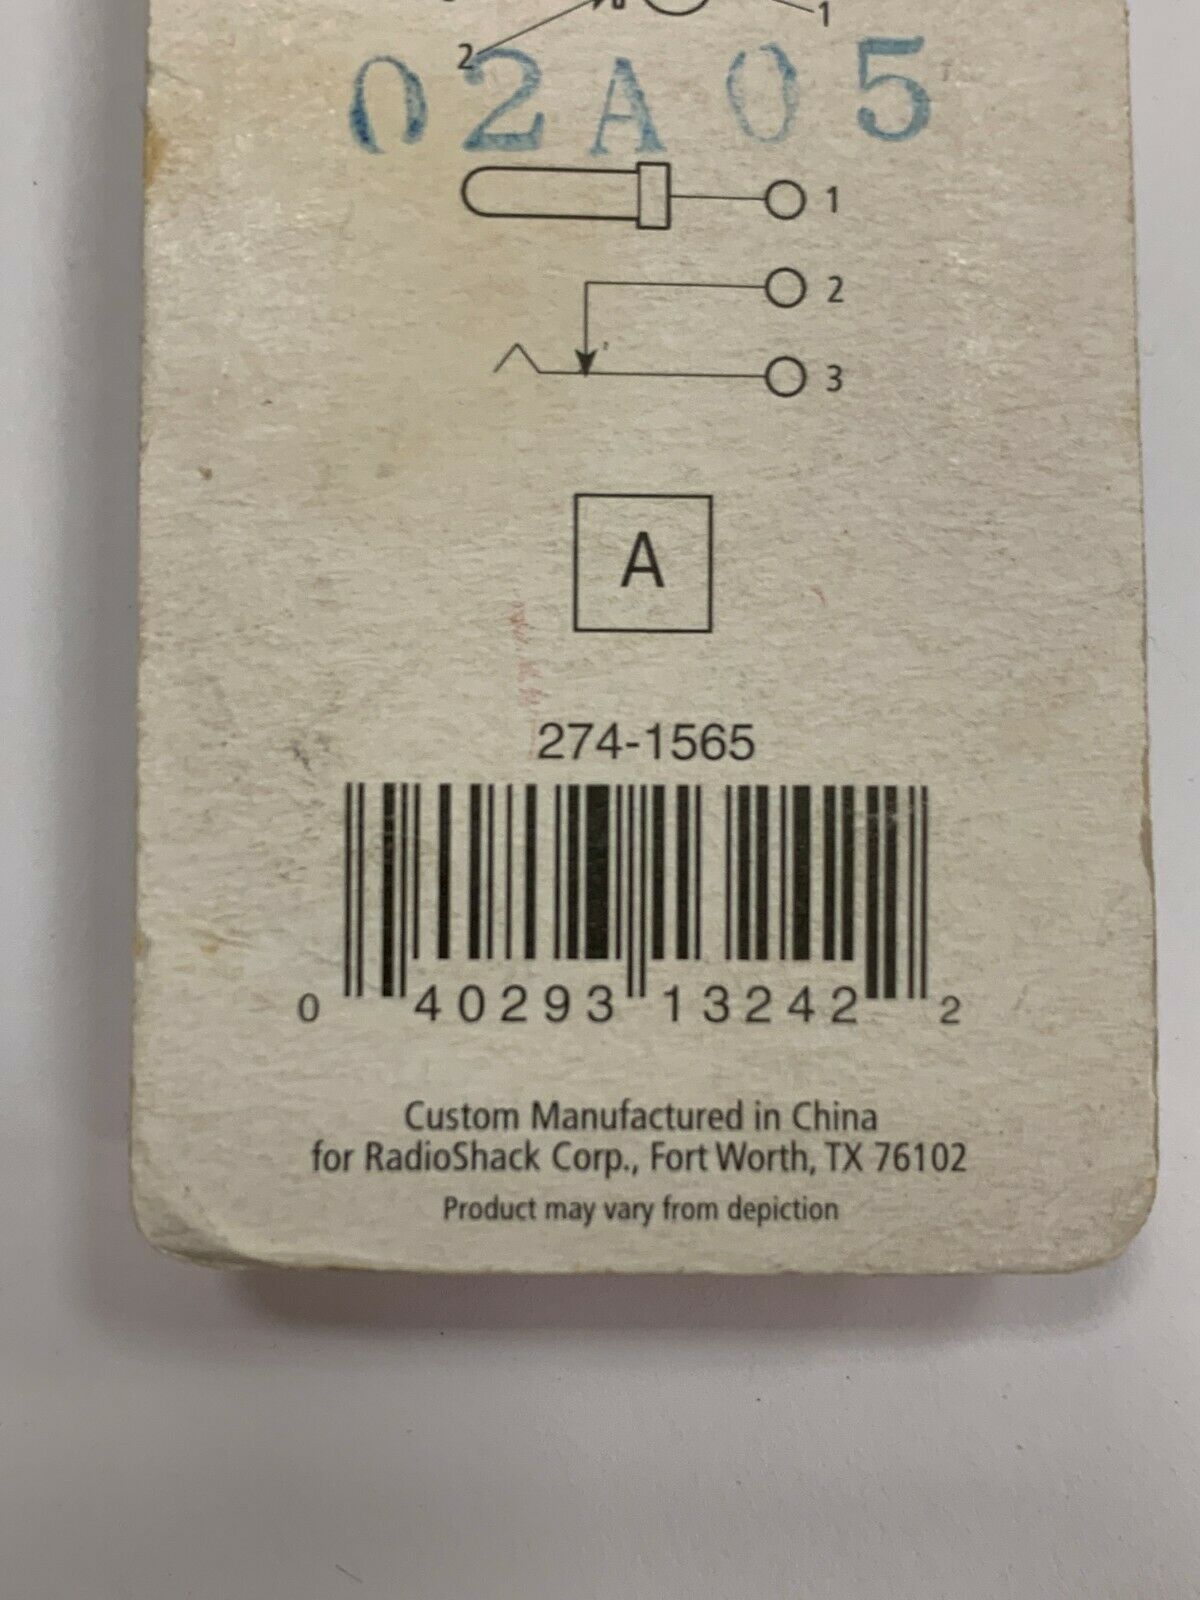 1
2
02A05
1
2
3
A
274-1565
0 40293 13242 2
Custom Manufactured in China
for RadioShack Corp., Fort Worth, TX 76102
Product may vary from depiction